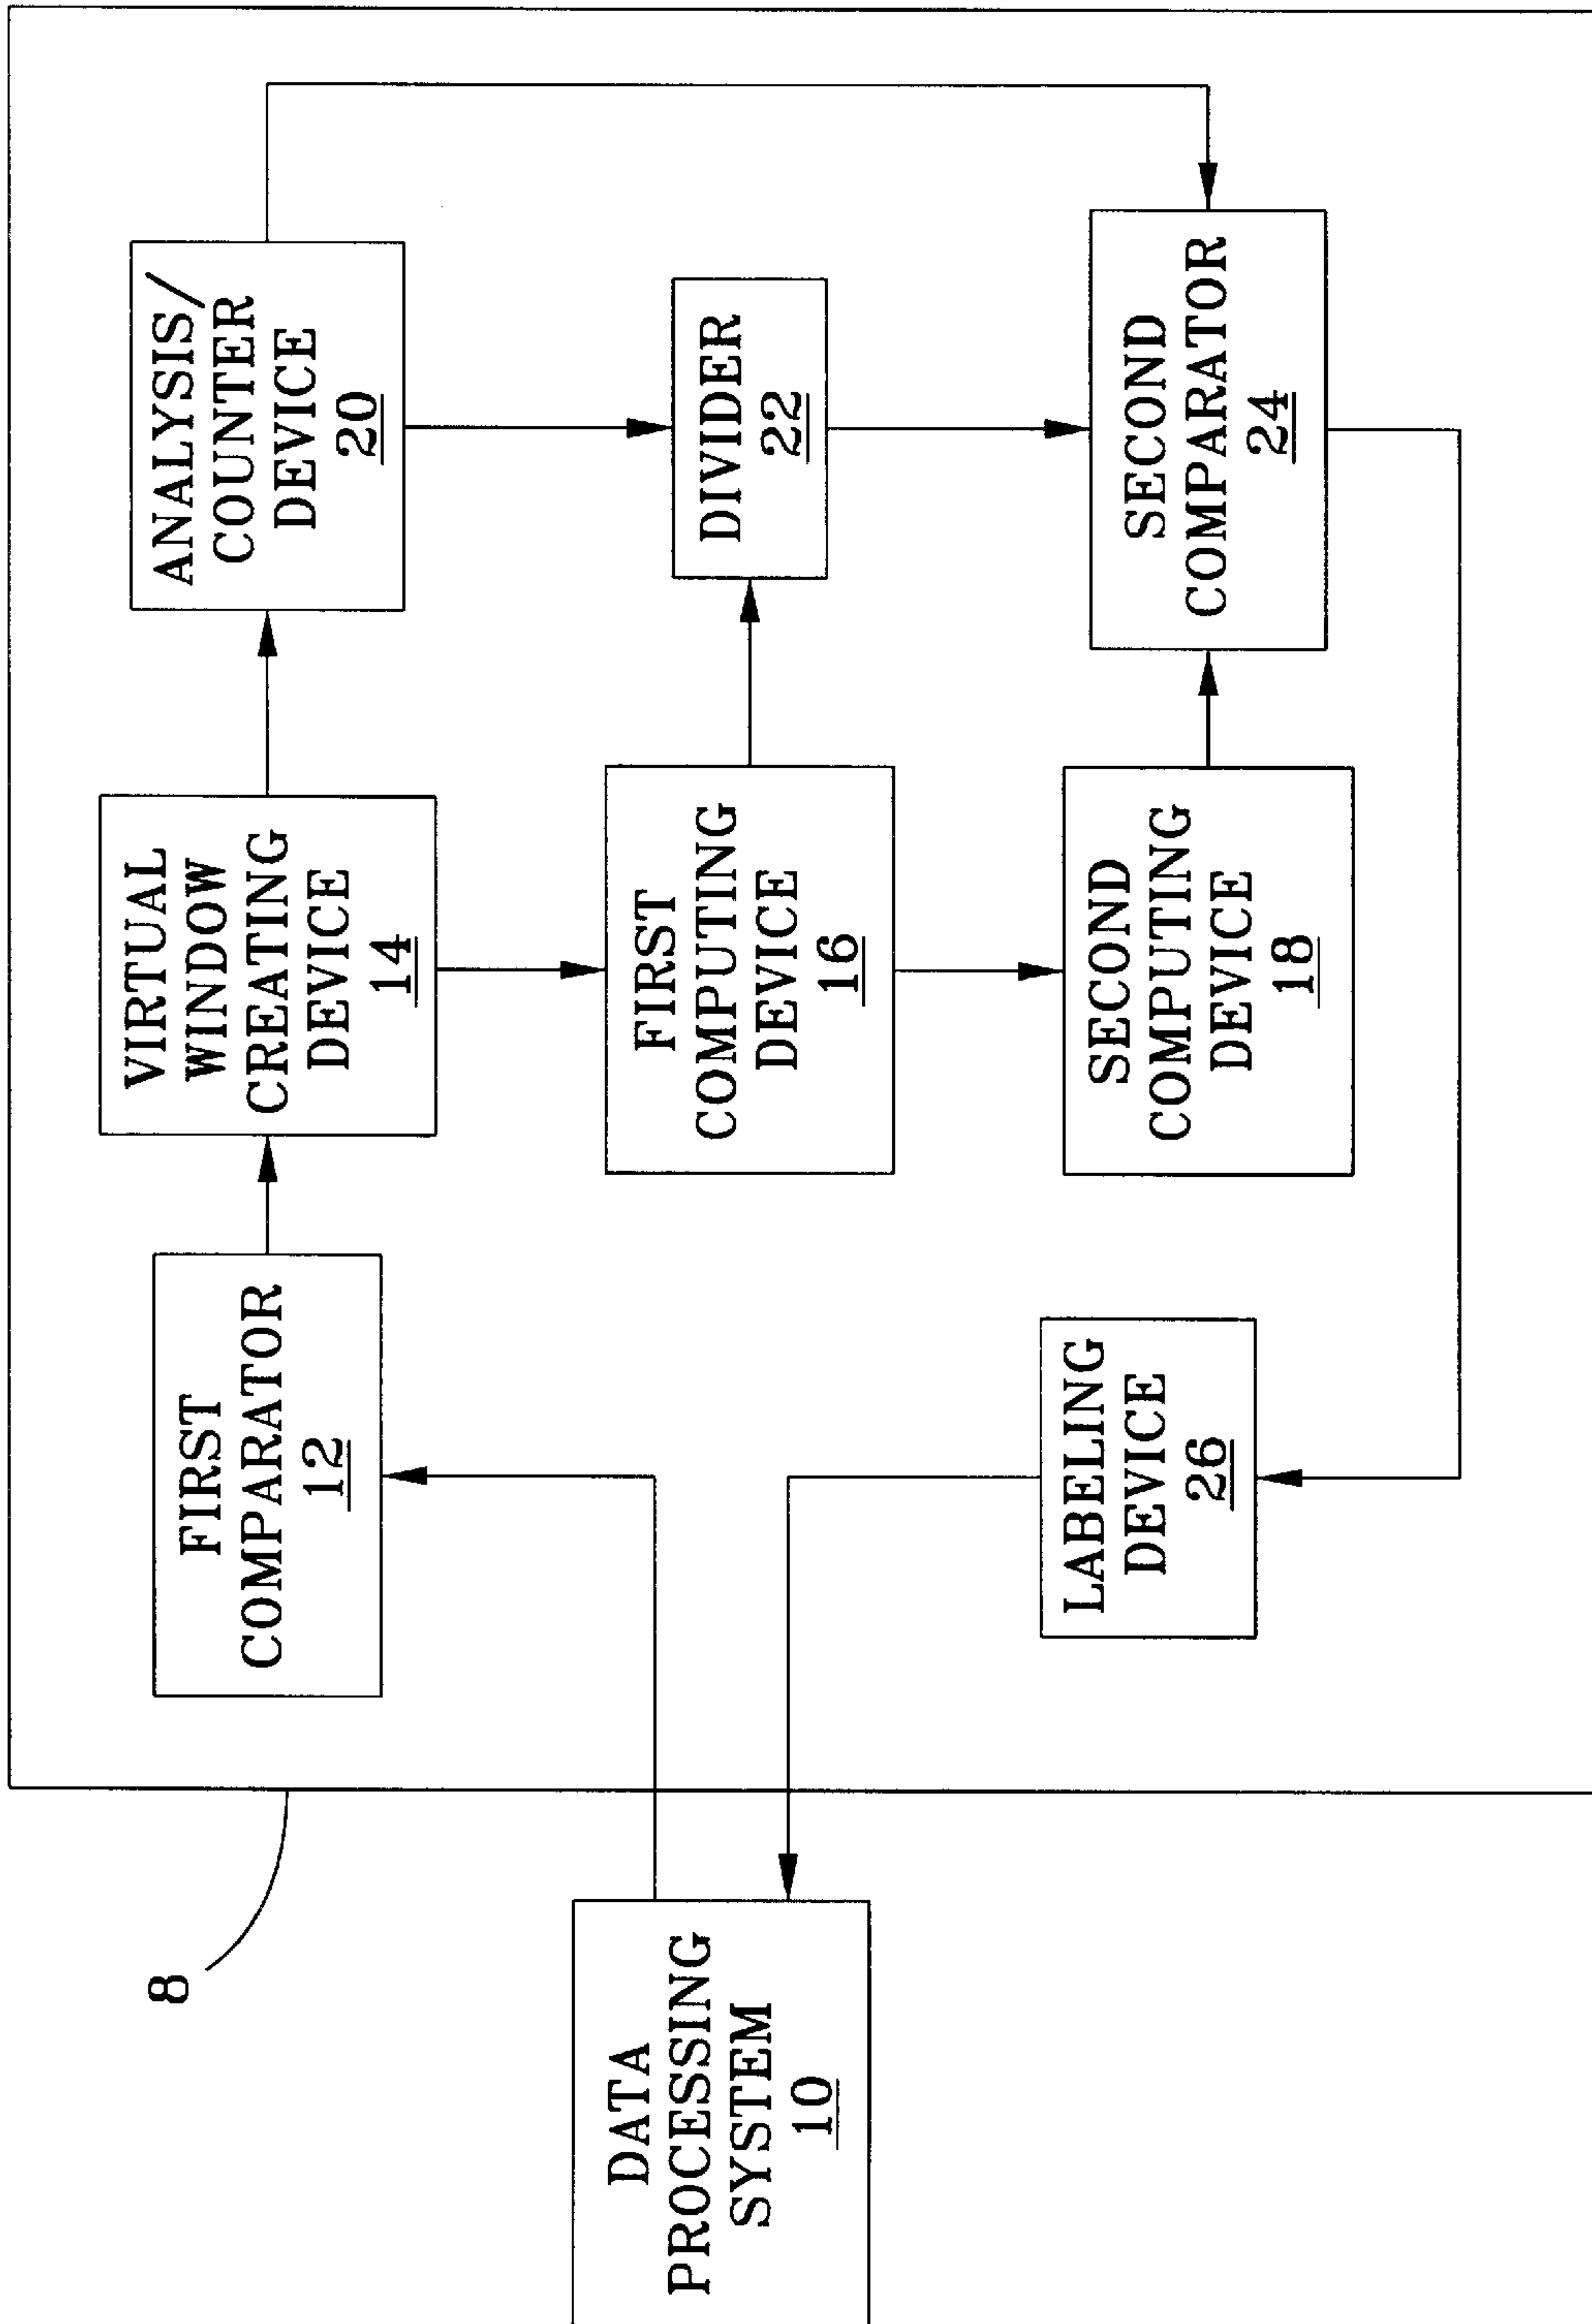 8
DATA
PROCESSING
SYSTEM
10
FIRST
COMPARATOR
12
VIRTUAL
WINDOW
CREATING
DEVICE
14
ANALYSIS/
COUNTER
DEVICE
20
FIRST
COMPUTING
DEVICE
16
DIVIDER
22
LABELING
DEVICE
26
SECOND
COMPUTING
DEVICE
18
SECOND
COMPARATOR
24